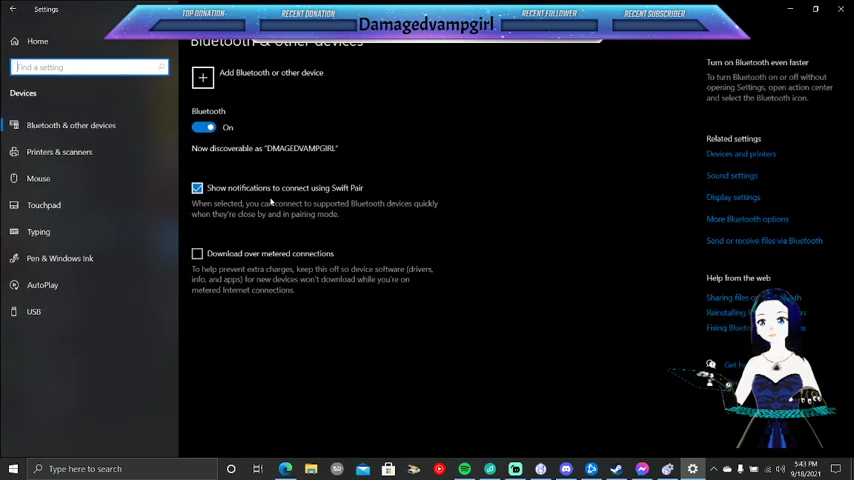 Settings
TOP DONATION
RECENT DONATION
RECENT FOLLOWER
RECENT SUBSCRIBER
Damagedvampgirl
Home
Find a setting
Devices
Bluetooth & other devices
Printers & scanners
Mouse
Touchpad
Typing
Pen & Windows Ink
AutoPlay
USB
Bluetooth & other devices
Add Bluetooth or other device
Bluetooth
On
Now discoverable as "DMAGEDVAMPGIRL"
Show notifications to connect using Swift Pair
When selected, you can connect to supported Bluetooth devices quickly
when they're close by and in pairing mode.
Download over metered connections
To help prevent extra charges, keep this off so device software (drivers,
info, and apps) for new devices won't download while you're on
metered Internet connections.
Turn on Bluetooth even faster
To turn Bluetooth on or off without
opening Settings, open action center
and select the Bluetooth icon.
Related settings
Devices and printers
Sound settings
Display settings
More Bluetooth options
Send or receive files via Bluetooth
Help from the web
Sharing files
Reinstalling
Fixing
Get
Type here to search
5:43 PM
9/18/2021